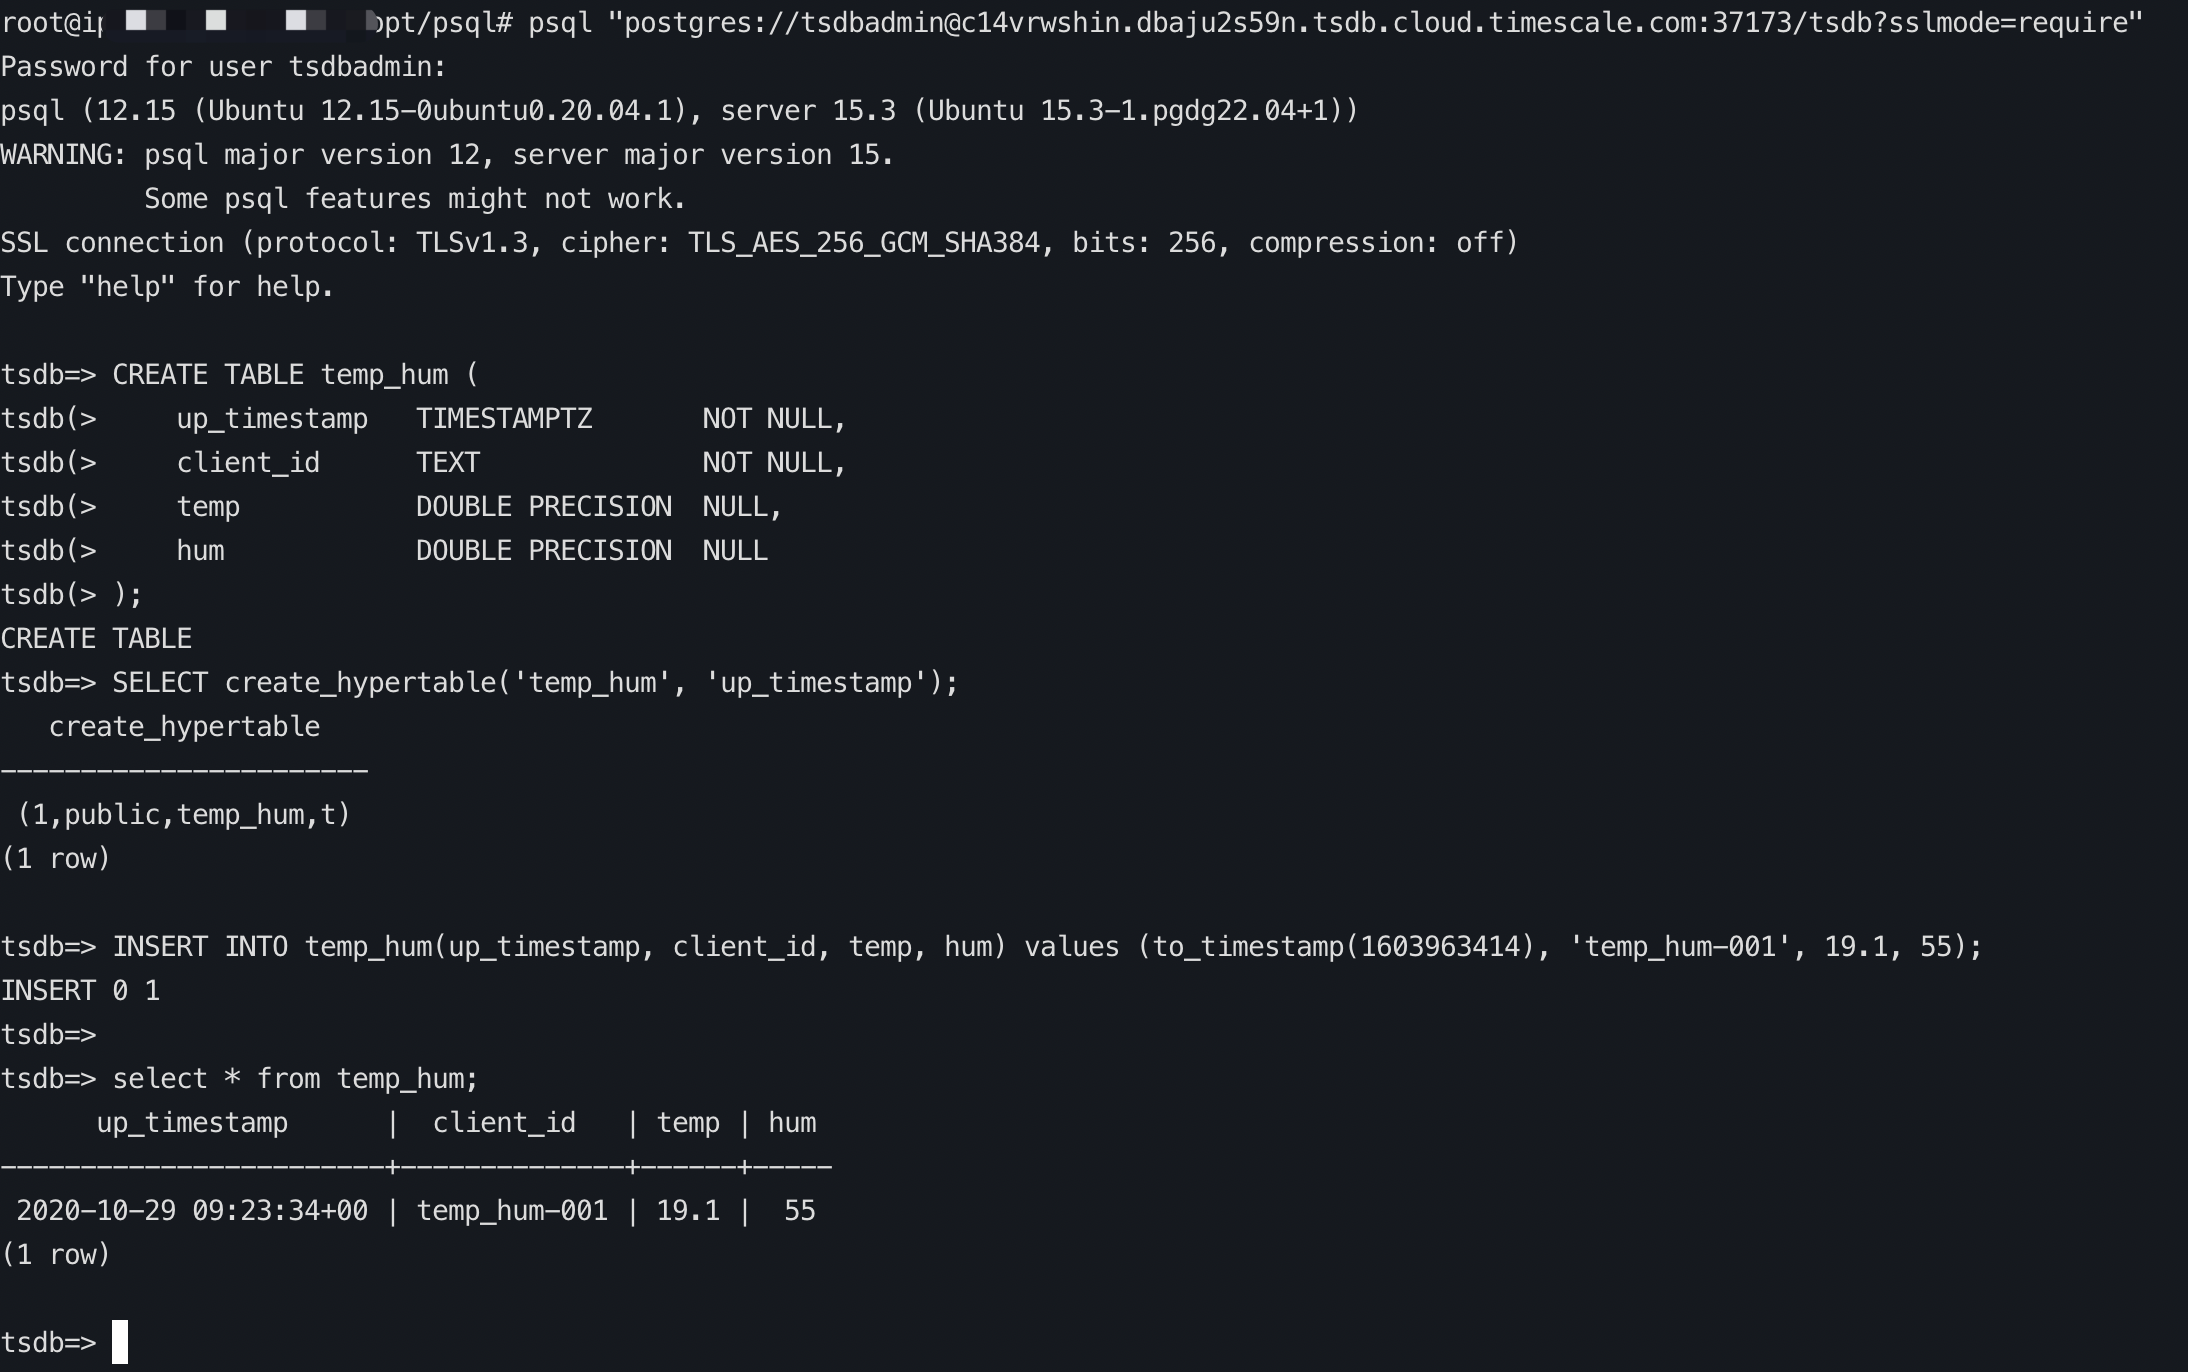 root@ip opt/psql# psql "postgres://tsdbadmin@c14vrwshin.dbaju2s59n.tsdb.cloud.timescale.com:37173/tsdb?sslmode=require"
Password for user tsdbadmin:
psql (12.15 (Ubuntu 12.15-0ubuntu0.20.04.1), server 15.3 (Ubuntu 15.3-1.pgdg22.04+1))
WARNING: psql major version 12, server major version 15.
         Some psql features might not work.
SSL connection (protocol: TLSv1.3, cipher: TLS_AES_256_GCM_SHA384, bits: 256, compression: off)
Type "help" for help.

tsdb=> CREATE TABLE temp_hum (
tsdb(>     up_timestamp   TIMESTAMPTZ       NOT NULL,
tsdb(>     client_id      TEXT              NOT NULL,
tsdb(>     temp           DOUBLE PRECISION  NULL,
tsdb(>     hum            DOUBLE PRECISION  NULL
tsdb(> );
CREATE TABLE
tsdb=> SELECT create_hypertable('temp_hum', 'up_timestamp');
   create_hypertable
-----------------------
 (1,public,temp_hum,t)
(1 row)

tsdb=> INSERT INTO temp_hum(up_timestamp, client_id, temp, hum) values (to_timestamp(1603963414), 'temp_hum-001', 19.1, 55);
INSERT 0 1
tsdb=>
tsdb=> select * from temp_hum;
      up_timestamp      |  client_id   | temp | hum
------------------------+--------------+------+-----
 2020-10-29 09:23:34+00 | temp_hum-001 | 19.1 |  55
(1 row)

tsdb=>